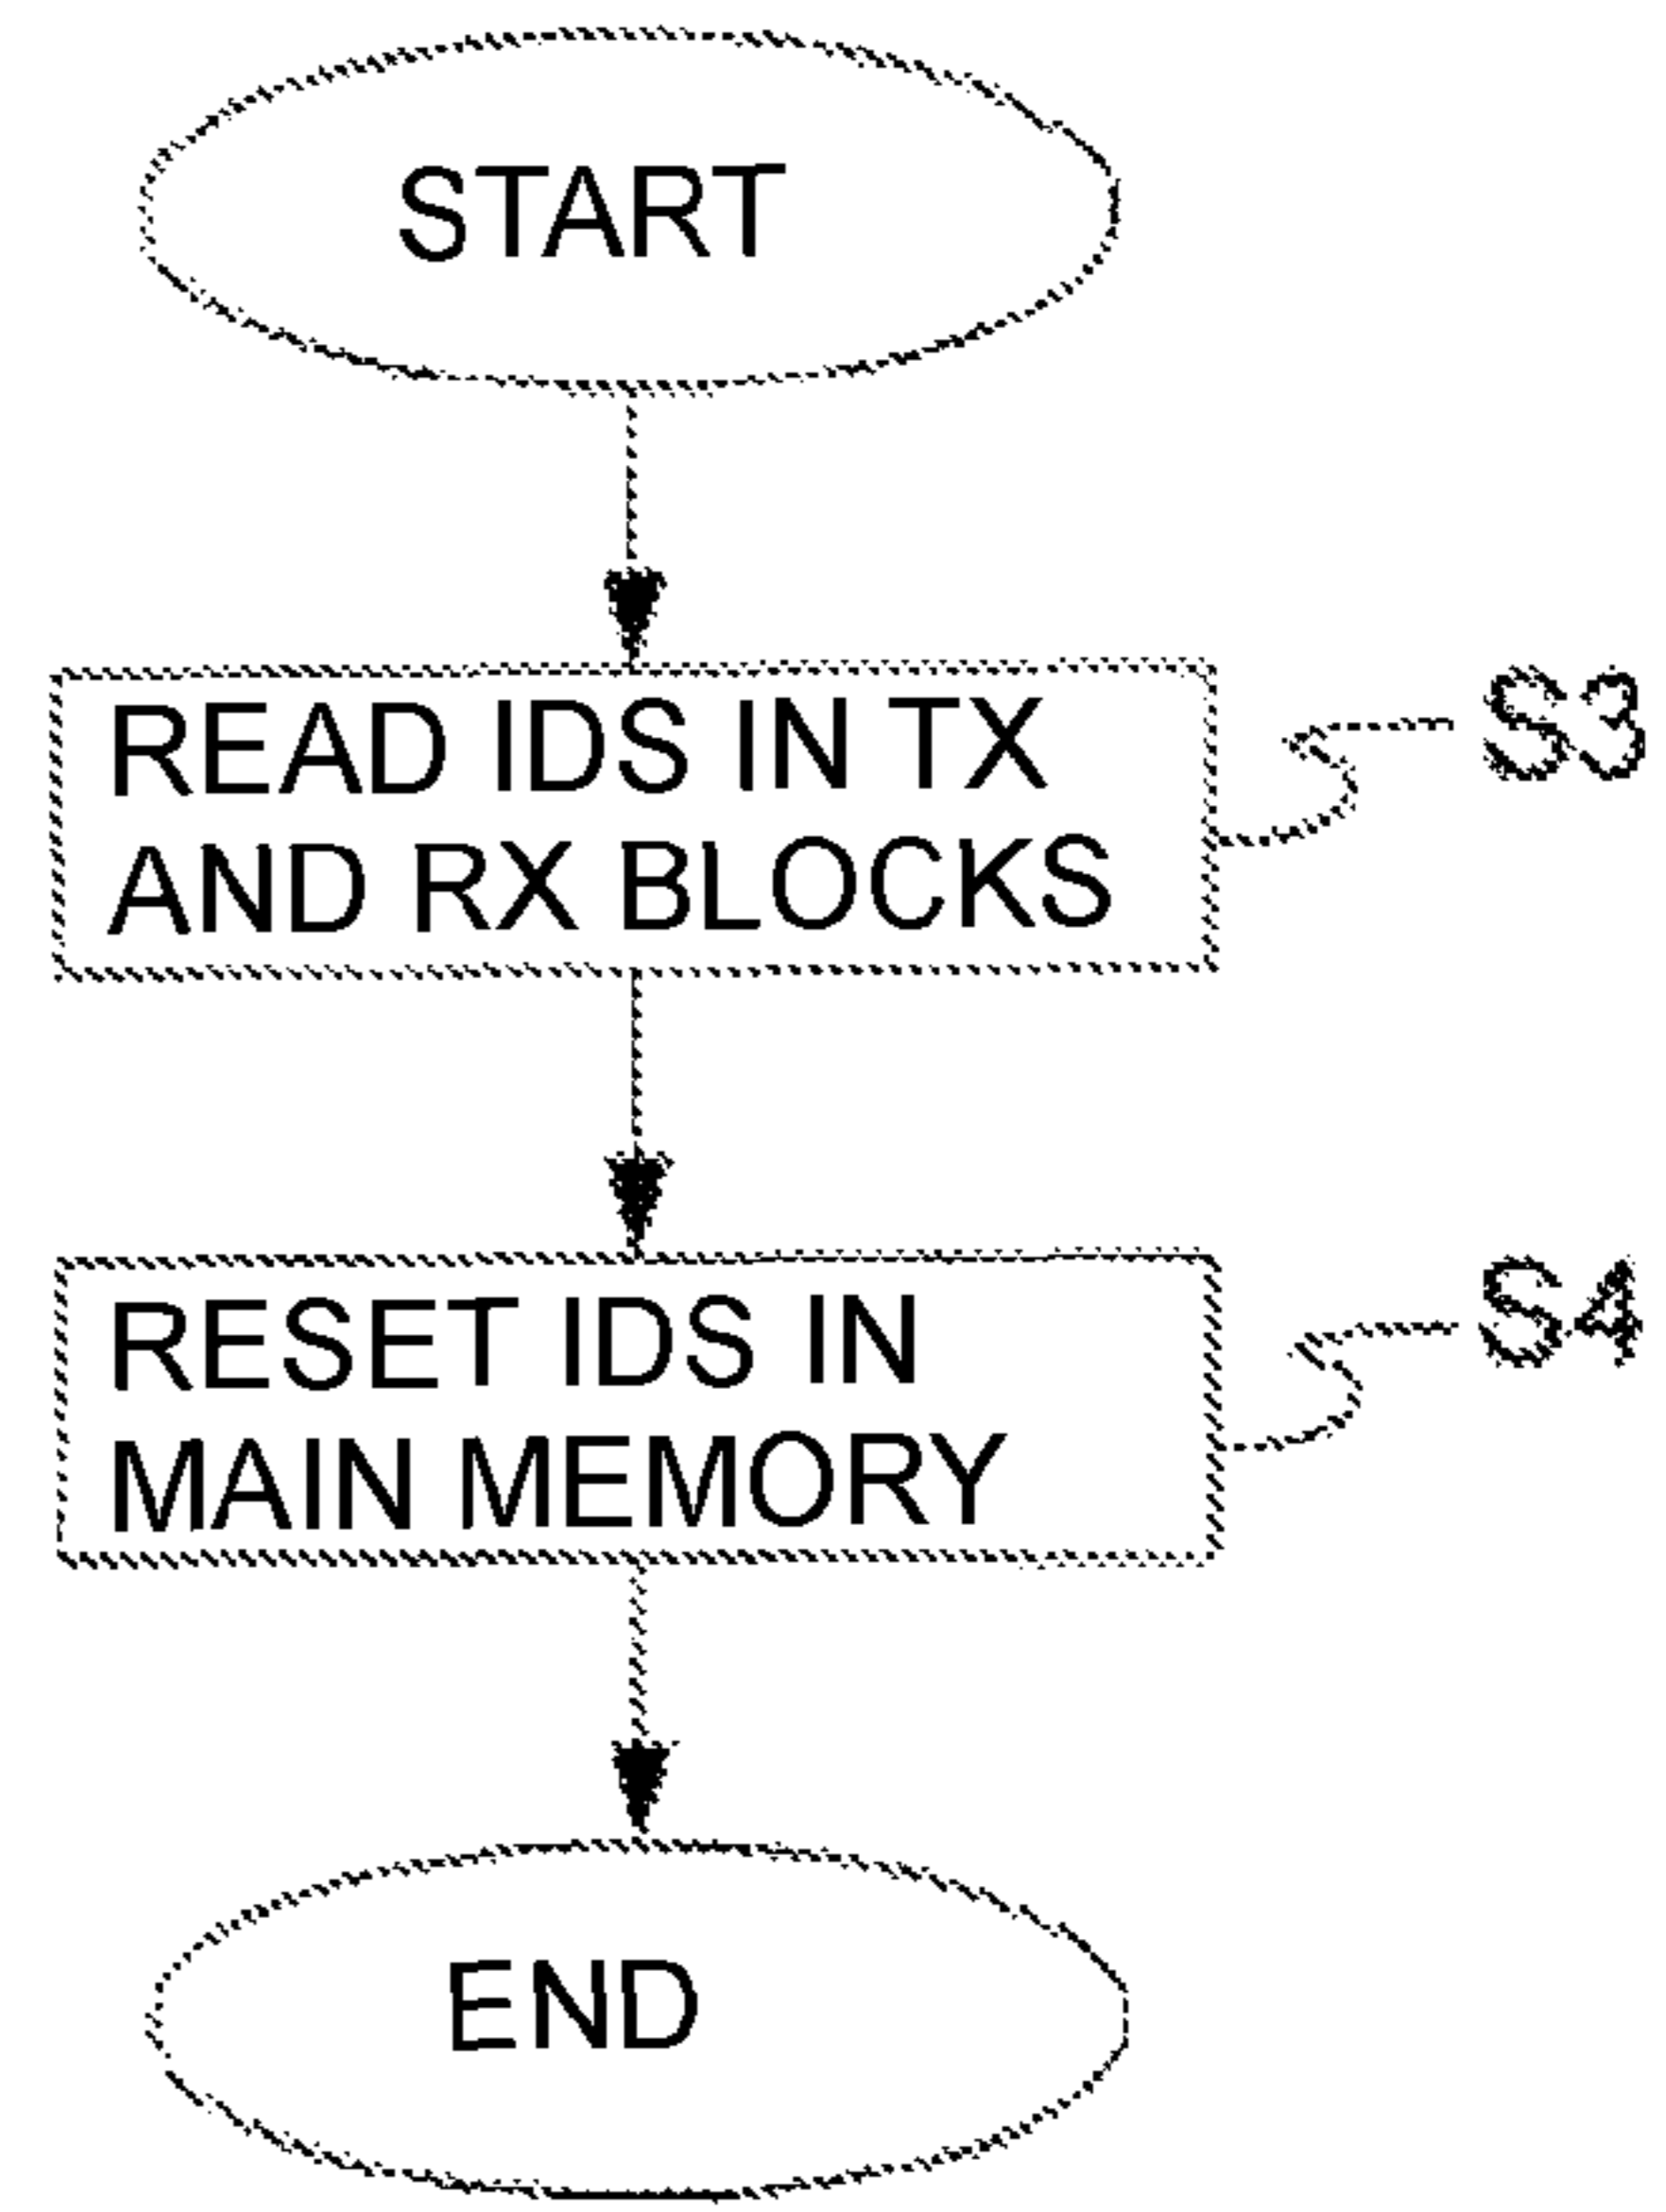 START
READ IDS IN TX
AND RX BLOCKS
S3
RESET IDS IN
MAIN MEMORY
S4
END